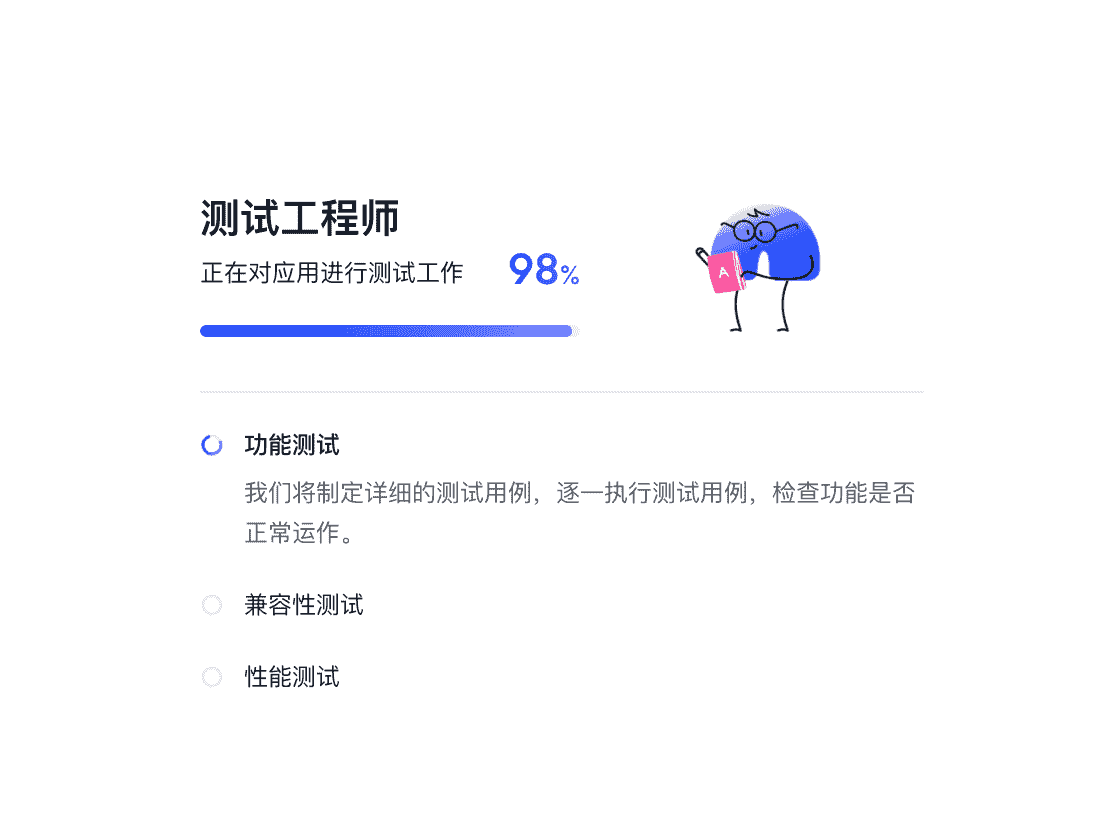 测试工程师
正在对应用进行测试工作 98%
A
功能测试
我们将制定详细的测试用例，逐一执行测试用例，检查功能是否
正常运作。
兼容性测试
性能测试